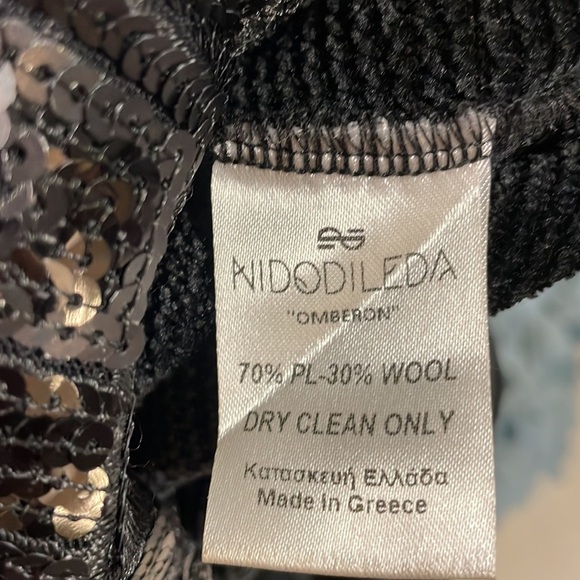 NIDODILEDA
"OMBERON"
70% PL-30% WOOL
DRY CLEAN ONLY
Κατασκευή Ελλάδα
Made In Greece